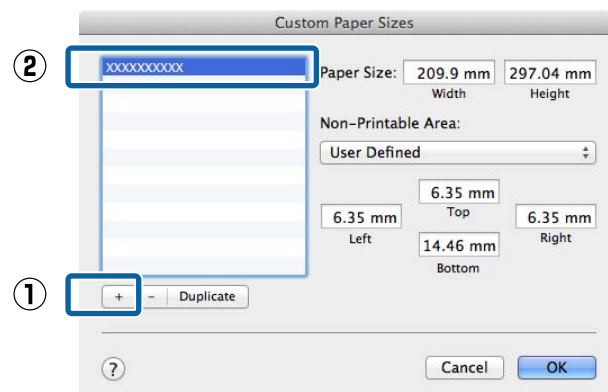 Custom Paper Sizes
②
XXXXXXXXXX
Paper Size: 209.9 mm 297.04 mm
Width Height
Non-Printable Area:
User Defined
6.35 mm
Top
6.35 mm 6.35 mm
Left Right
14.46 mm
Bottom
①
+ - Duplicate
? Cancel OK